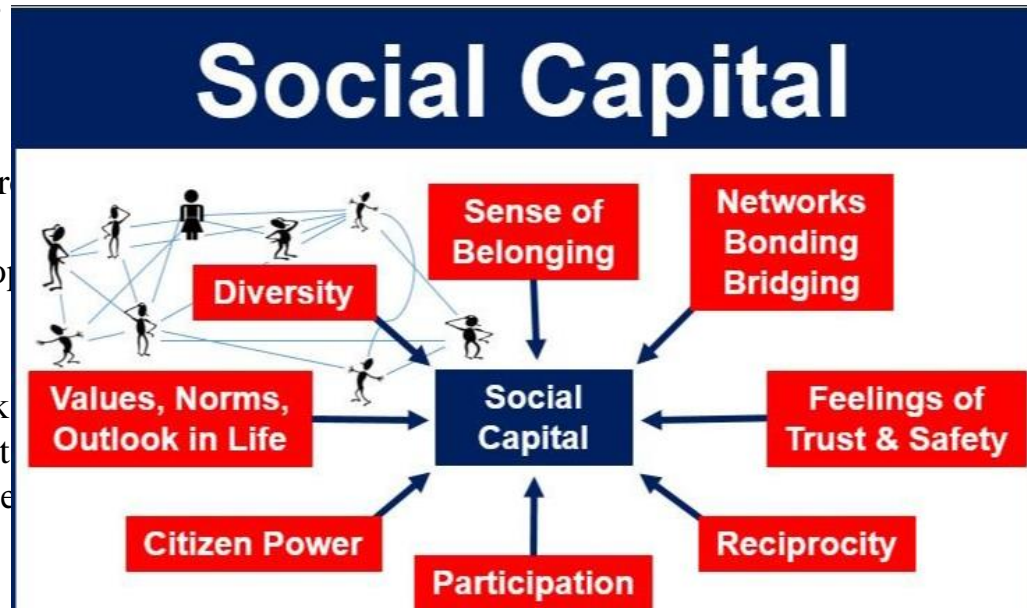 Social Capital
Sense of
Belonging
Networks
Bonding
Bridging
Diversity
Values, Norms,
Outlook in Life
Social
Capital
Feelings of
Trust & Safety
Citizen Power
Participation
Reciprocity